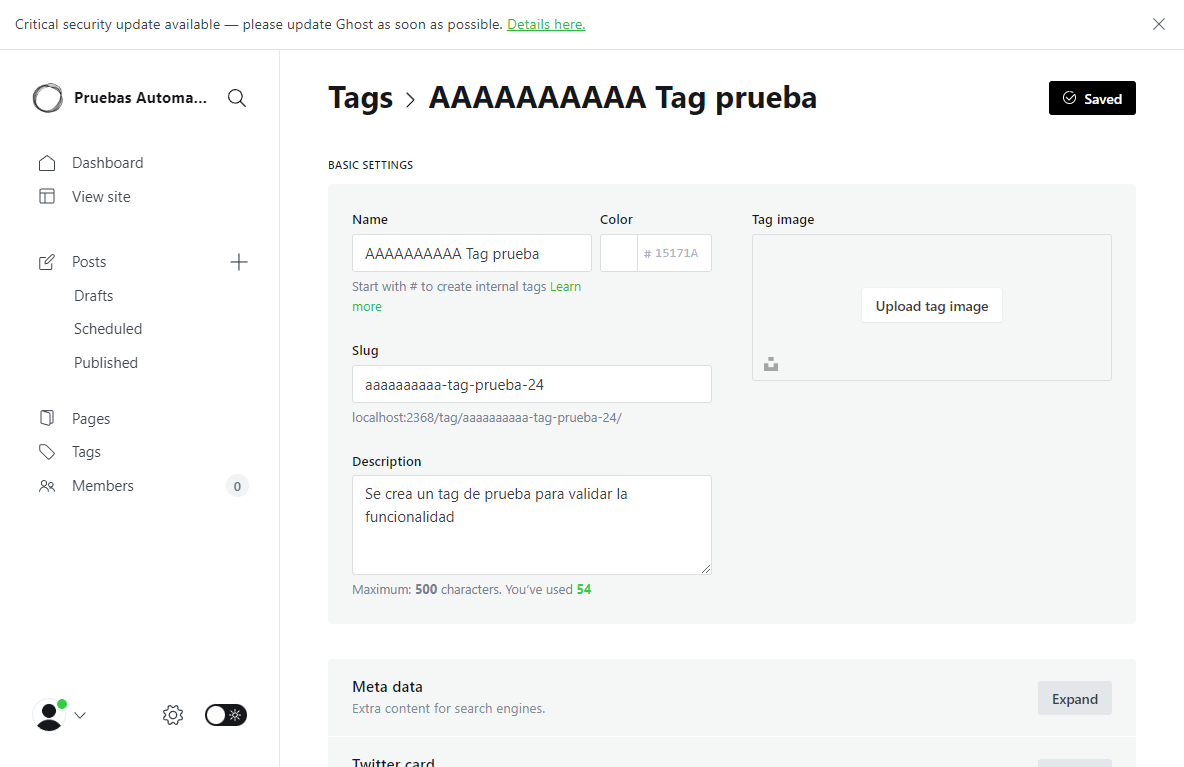 Critical security update available — please update Ghost as soon as possible. Details here.
Pruebas Automa...
Dashboard
View site
Posts
Drafts
Scheduled
Published
Pages
Tags
Members 0
Tags > AAAAAAAAAA Tag prueba
Saved
BASIC SETTINGS
Name
AAAAAAAAAA Tag prueba
Start with # to create internal tags Learn
more
Color
# 15171A
Slug
aaaaaaaaaa-tag-prueba-24
localhost:2368/tag/aaaaaaaaaa-tag-prueba-24/
Description
Se crea un tag de prueba para validar la
funcionalidad
Maximum: 500 characters. You’ve used 54
Tag image
Upload tag image
Meta data
Extra content for search engines.
Expand
Twitter card